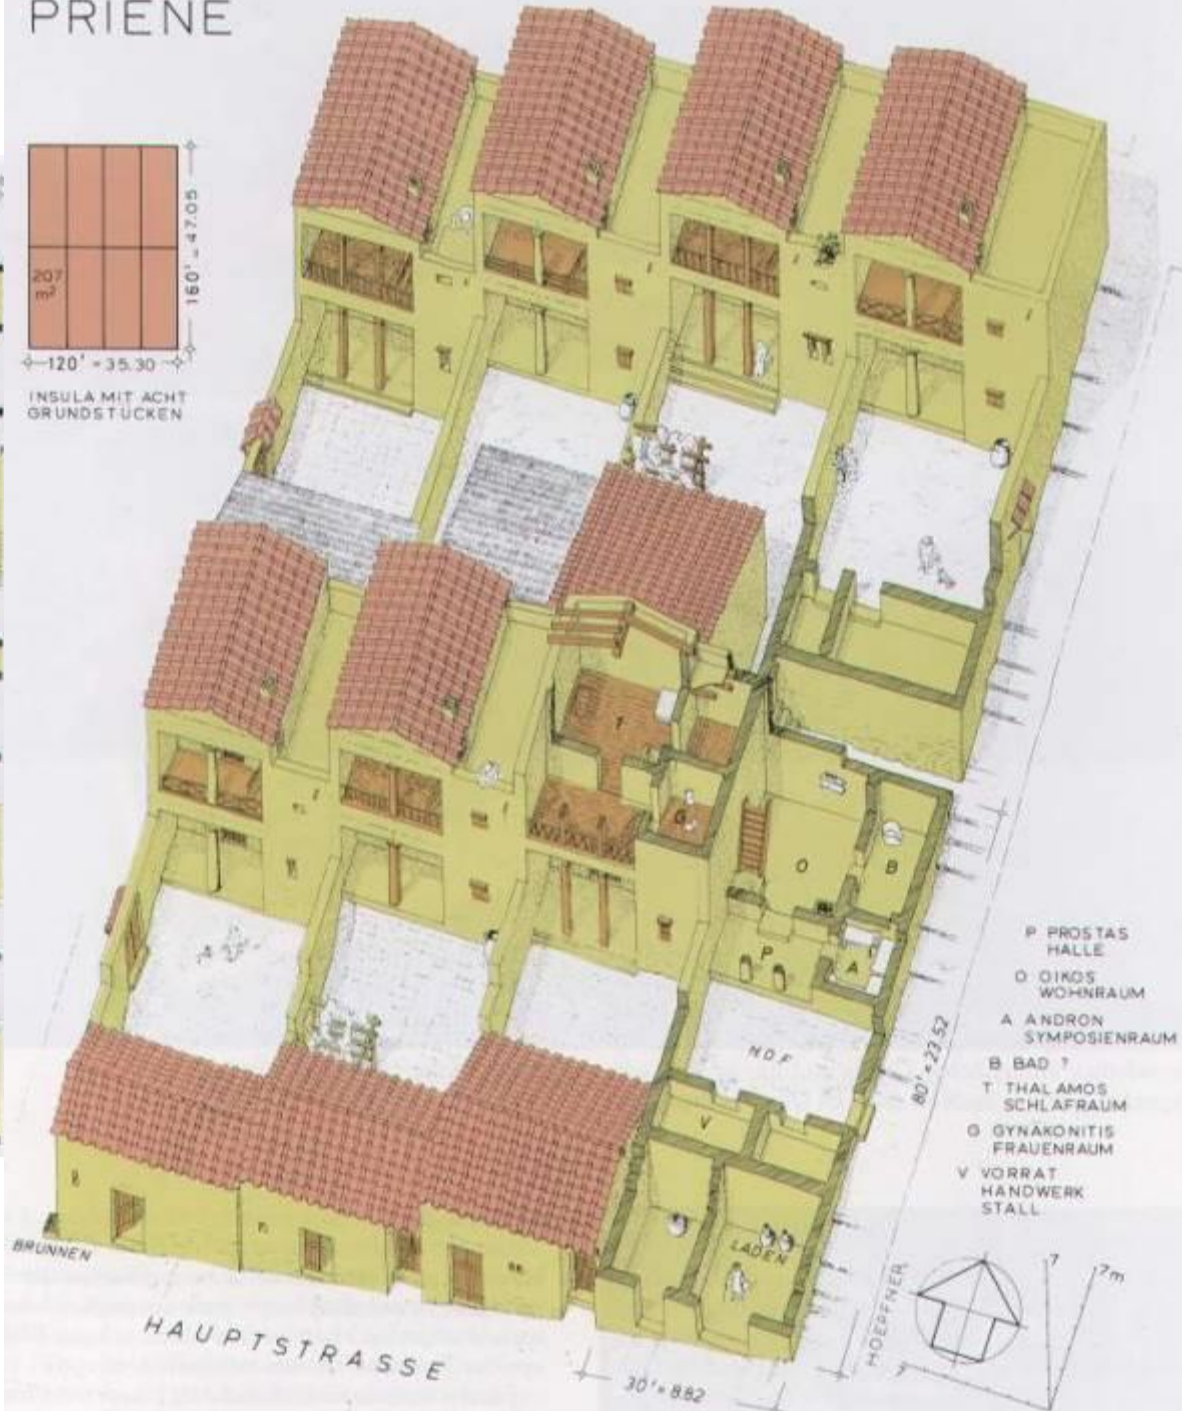 PRIENE
207
m²
160' = 47.05
120' = 35.30
INSULA MIT ACHT
GRUNDSTÜCKEN
T
G
O
B
P
A
HOF
V
LADEN
80' = 23.52
P PROSTAS
HALLE
O OIKOS
WOHNRAUM
A ANDRON
SYMPOSIENRAUM
B BAD ?
T THALAMOS
SCHLAFRAUM
G GYNAKONITIS
FRAUENRAUM
V VORRAT
HANDWERK
STALL
BRUNNEN
HAUPTSTRASSE
30' = 8.82
HOEPFNER
7
7m